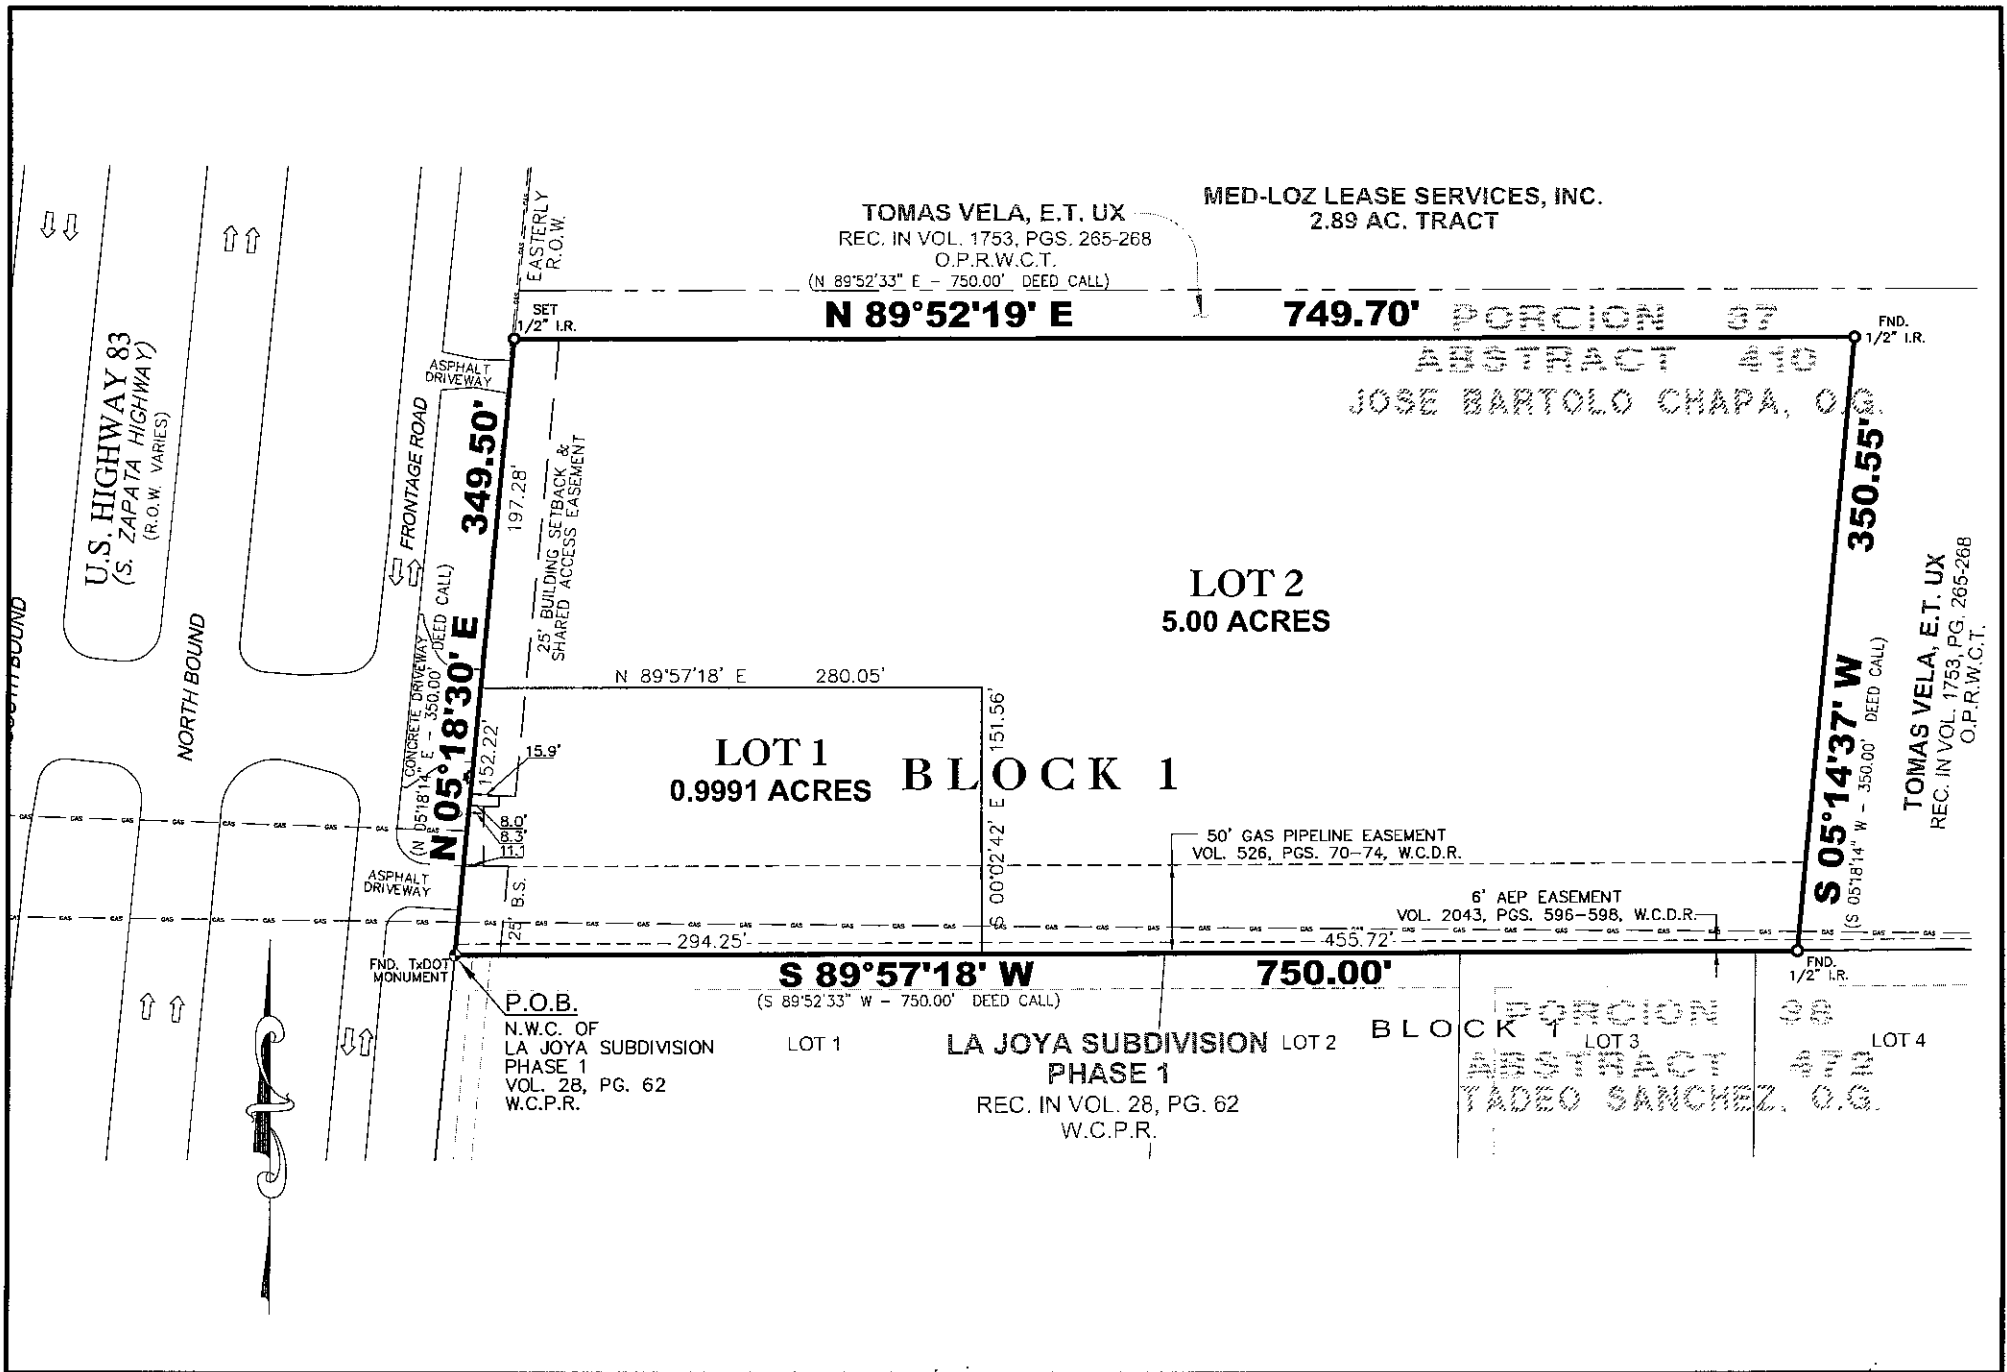 TOMAS VELA, E.T. UX
REC. IN VOL. 1753, PGS. 265-268
O.P.R.W.C.T.
(N 89°52'33" E - 750.00' DEED CALL)
MED-LOZ LEASE SERVICES, INC.
2.89 AC. TRACT
EASTERLY
R.O.W.
SET
1/2" I.R.
N 89°52'19' E
749.70'
PORCION 37
ABSTRACT 410
JOSE BARTOLO CHAPA, O.G.
FND.
1/2" I.R.
U.S. HIGHWAY 83
(S. ZAPATA HIGHWAY)
(R.O.W. VARIES)
ASPHALT
DRIVEWAY
FRONTAGE ROAD
349.50'
197.28'
25' BUILDING SETBACK &
SHARED ACCESS EASEMENT
350.55'
LOT 2
5.00 ACRES
NORTH BOUND
CONCRETE DRIVEWAY
(N 05°18'14" E - 350.00' DEED CALL)
N 05°18'30' E
152.22'
N 89°57'18' E
280.05'
151.56'
S 00°02'42" E
LOT 1
0.9991 ACRES
BLOCK 1
15.9'
8.0'
8.3'
11.1'
S 05°14'37' W
(S 05°18'14" W - 350.00' DEED CALL)
TOMAS VELA, E.T. UX
REC. IN VOL. 1753, PG. 265-268
O.P.R.W.C.T.
50' GAS PIPELINE EASEMENT
VOL. 526, PGS. 70-74, W.C.D.R.
6' AEP EASEMENT
VOL. 2043, PGS. 596-598, W.C.D.R.
ASPHALT
DRIVEWAY
25' B.S.
294.25'
455.72'
FND. TxDOT
MONUMENT
S 89°57'18' W
750.00'
(S 89°52'33" W - 750.00' DEED CALL)
FND.
1/2" I.R.
P.O.B.
N.W.C. OF
LA JOYA SUBDIVISION
PHASE 1
VOL. 28, PG. 62
W.C.P.R.
LOT 1
LA JOYA SUBDIVISION
PHASE 1
REC. IN VOL. 28, PG. 62
W.C.P.R.
LOT 2
BLOCK 1
LOT 3
LOT 4
PORCION 38
ABSTRACT 472
TADEO SANCHEZ, O.G.